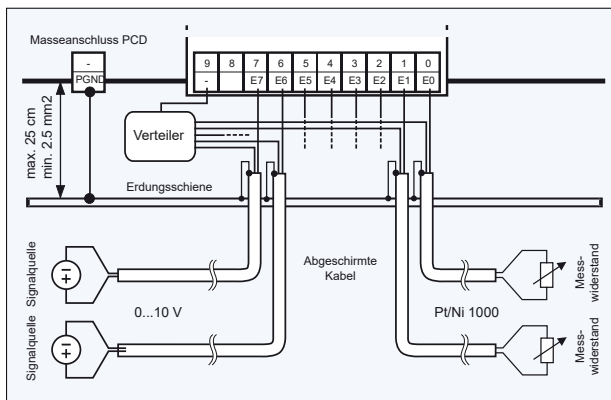 Masseanschluss PCD
-
PGND
9 8 7 6 5 4 3 2 1 0
- E7 E6 E5 E4 E3 E2 E1 E0
max. 25 cm
min. 2.5 mm2
Verteiler
Erdungsschiene
Signalquelle
0...10 V
Abgeschirmte
Kabel
Pt/Ni 1000
Mess-
widerstand
Signalquelle
Mess-
widerstand